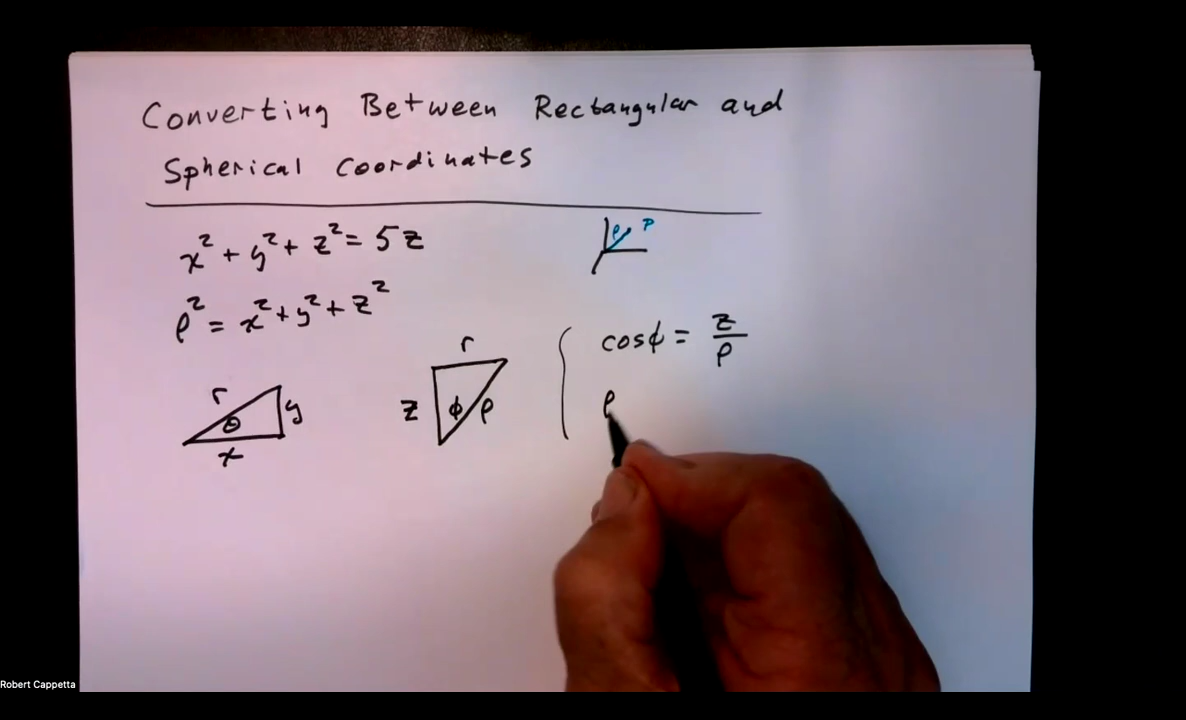 Converting Between Rectangular and
Spherical Coordinates
x² + y² + z² = 5z
ρ P
ρ² = x² + y² + z²
r
y
θ
x
r
z
φ
ρ
cosφ = z/ρ
ρ
Robert Cappetta